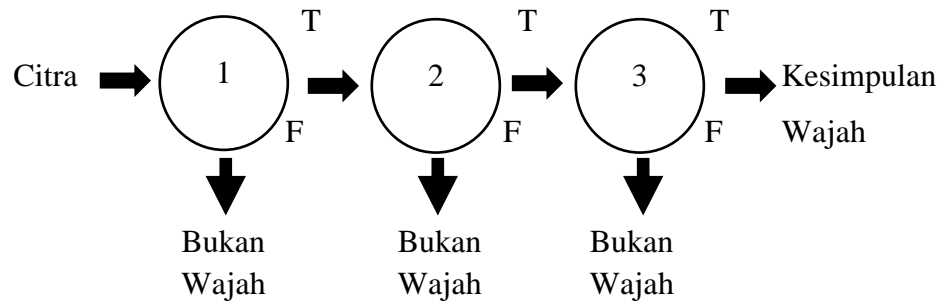 T T T
Citra 1 2 3 Kesimpulan
F F F Wajah
Bukan Bukan Bukan
Wajah Wajah Wajah